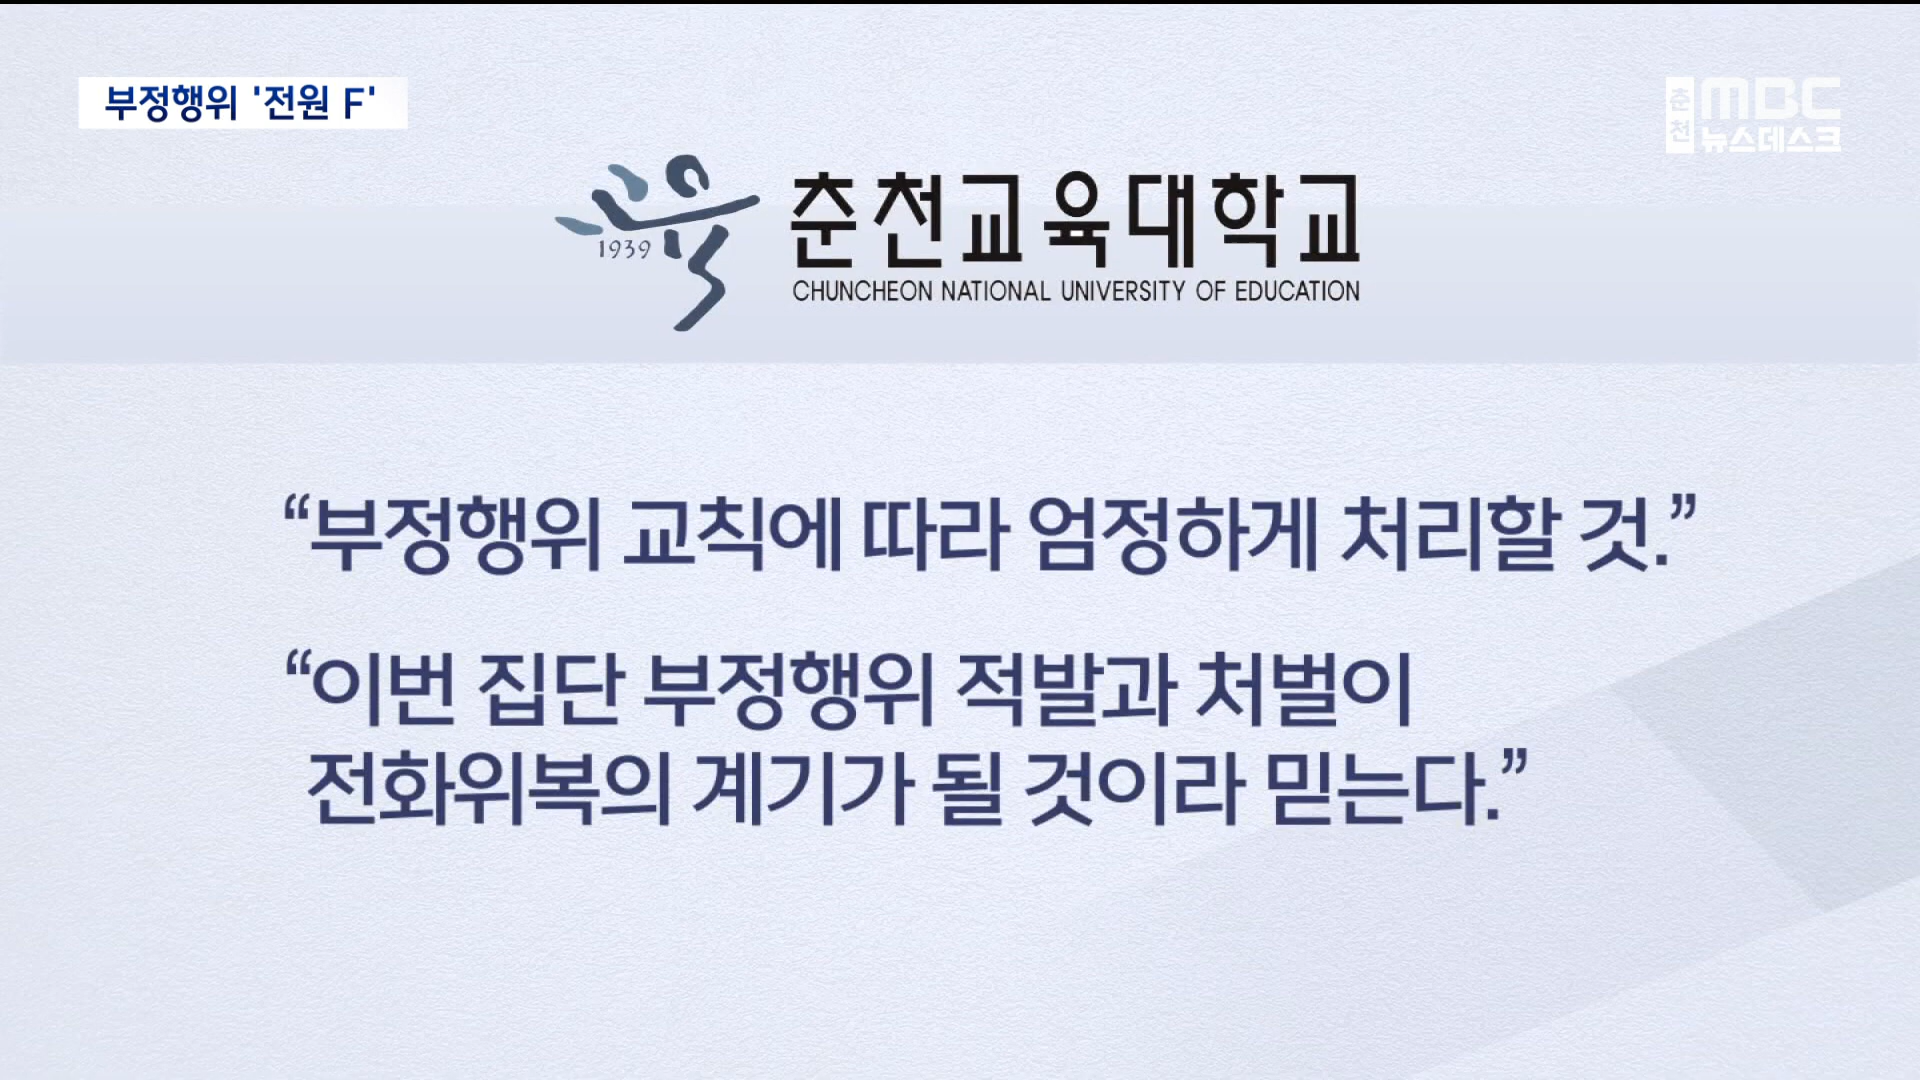 부정행위 '전원 F'
춘천
MBC
뉴스데스크
1939
춘천교육대학교
CHUNCHEON NATIONAL UNIVERSITY OF EDUCATION
“부정행위 교칙에 따라 엄정하게 처리할 것.”
“이번 집단 부정행위 적발과 처벌이
전화위복의 계기가 될 것이라 믿는다.”